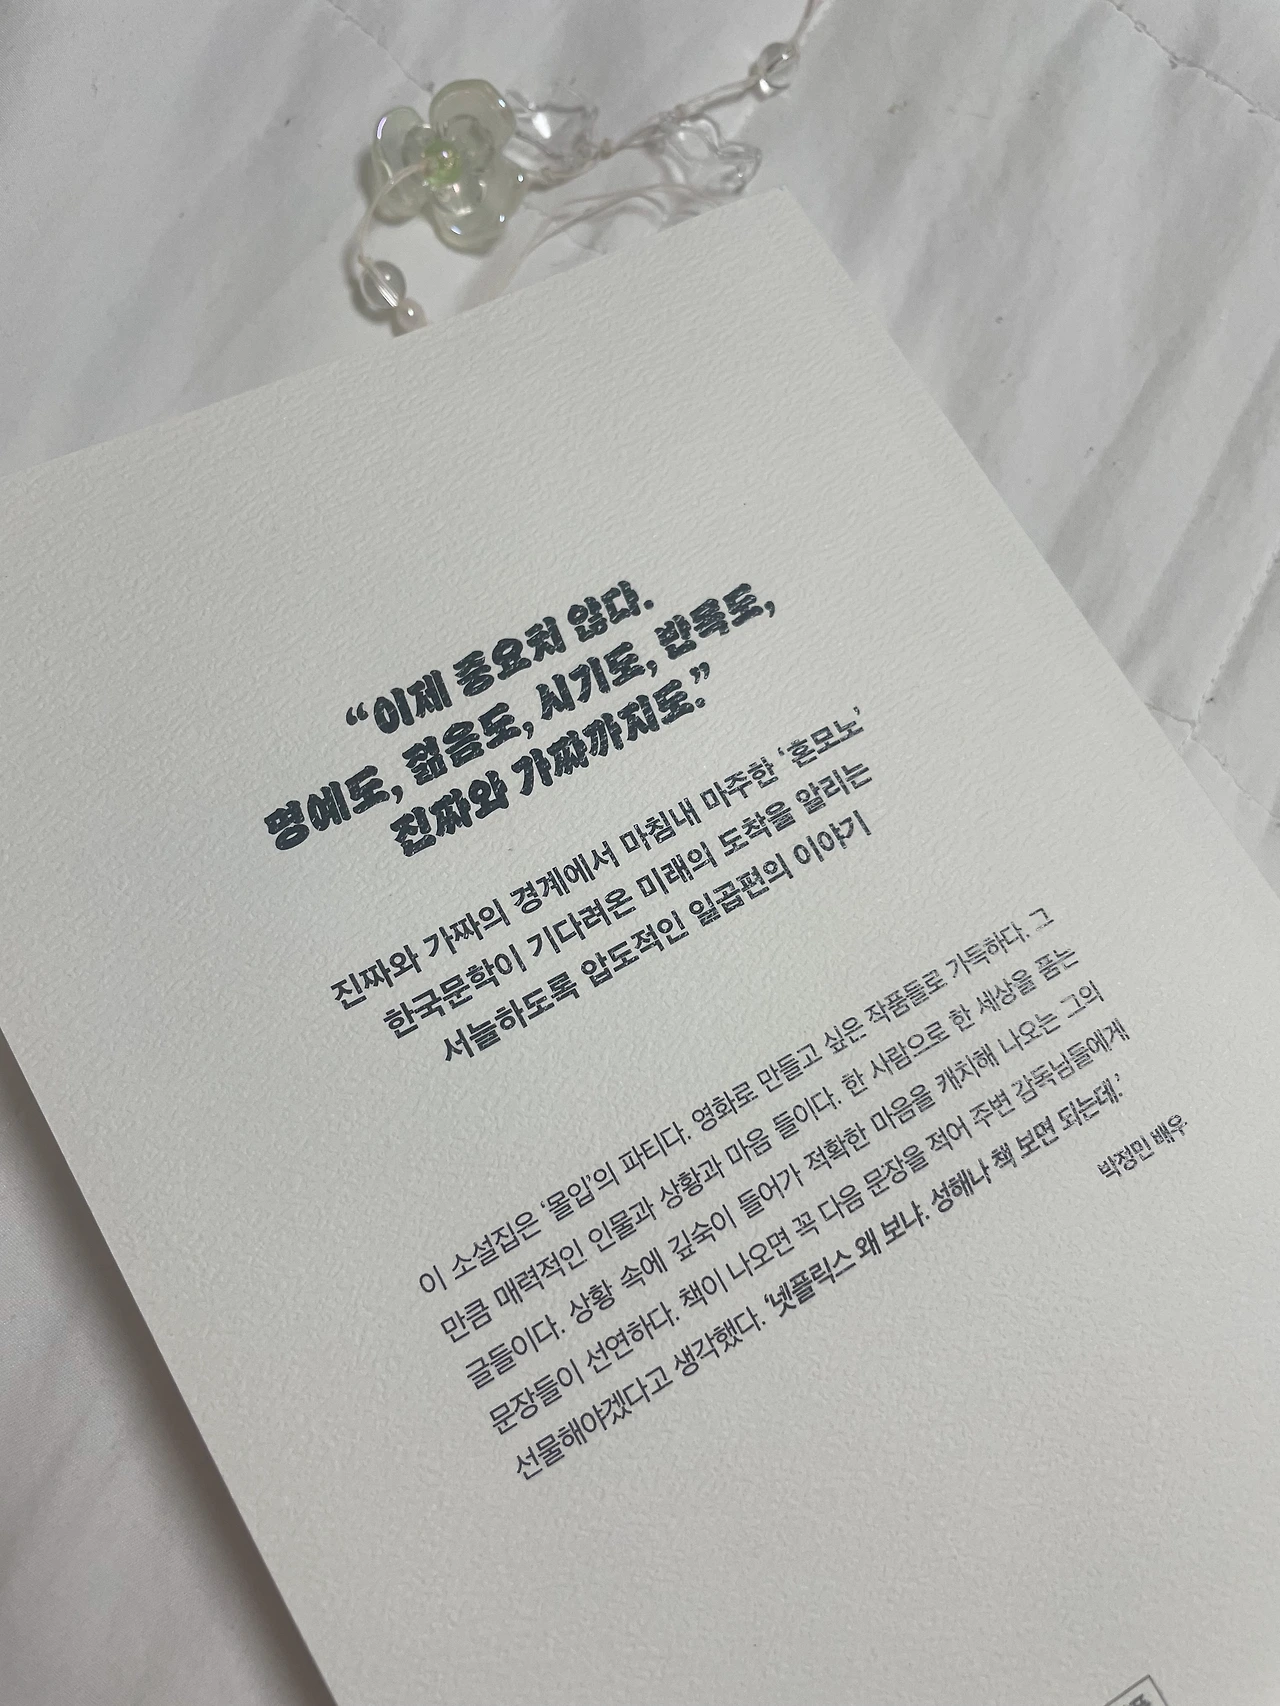 “이제 중요치 않다.
명예도, 젊음도, 시기도, 반목도,
진짜와 가짜까지도.”
진짜와 가짜의 경계에서 마침내 마주한 ‘혼모노’
한국문학이 기다려온 미래의 도착을 알리는
서늘하도록 압도적인 일곱편의 이야기
이 소설집은 ‘몰입’의 파티다. 영화로 만들고 싶은 작품들로 가득하다. 그
만큼 매력적인 인물과 상황과 마음 들이다. 한 사람으로 한 세상을 품는
글들이다. 상황 속에 깊숙이 들어가 적확한 마음을 캐치해 나오는 그의
문장들이 선연하다. 책이 나오면 꼭 다음 문장을 적어 주변 감독님들에게
선물해야겠다고 생각했다. ‘넷플릭스 왜 보냐. 성해나 책 보면 되는데.’
박정민 배우